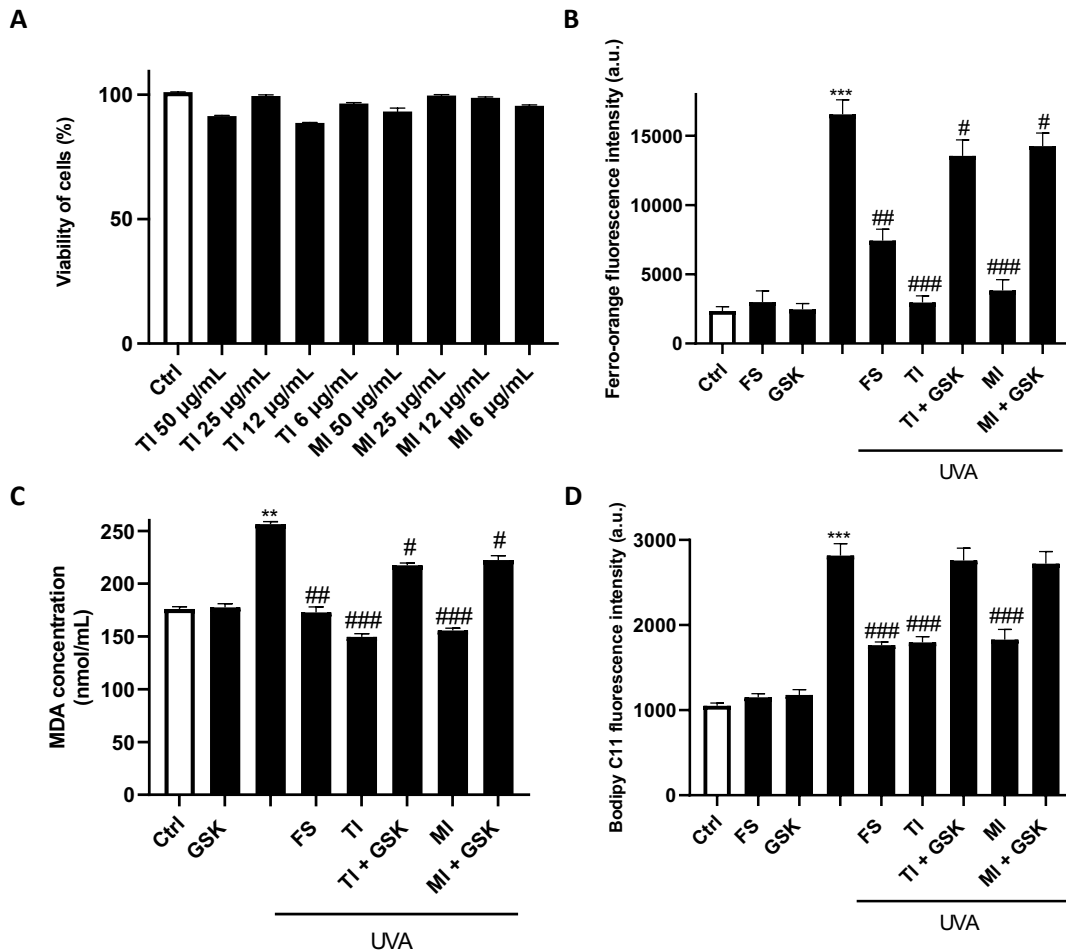 A
Viability of cells (%)
100
50
0
Ctrl
TI 50 µg/mL
TI 25 µg/mL
TI 12 µg/mL
TI 6 µg/mL
MI 50 µg/mL
MI 25 µg/mL
MI 12 µg/mL
MI 6 µg/mL
B
Ferro-orange fluorescence intensity (a.u.)
15000
10000
5000
0
***
##
###
#
###
#
Ctrl
FS
GSK
FS
TI
TI + GSK
MI
MI + GSK
UVA
C
MDA concentration
(nmol/mL)
250
200
150
100
50
0
**
##
###
#
###
#
Ctrl
GSK
FS
TI
TI + GSK
MI
MI + GSK
UVA
D
Bodipy C11 fluorescence intensity (a.u.)
3000
2000
1000
0
***
###
###
###
Ctrl
FS
GSK
FS
TI
TI + GSK
MI
MI + GSK
UVA